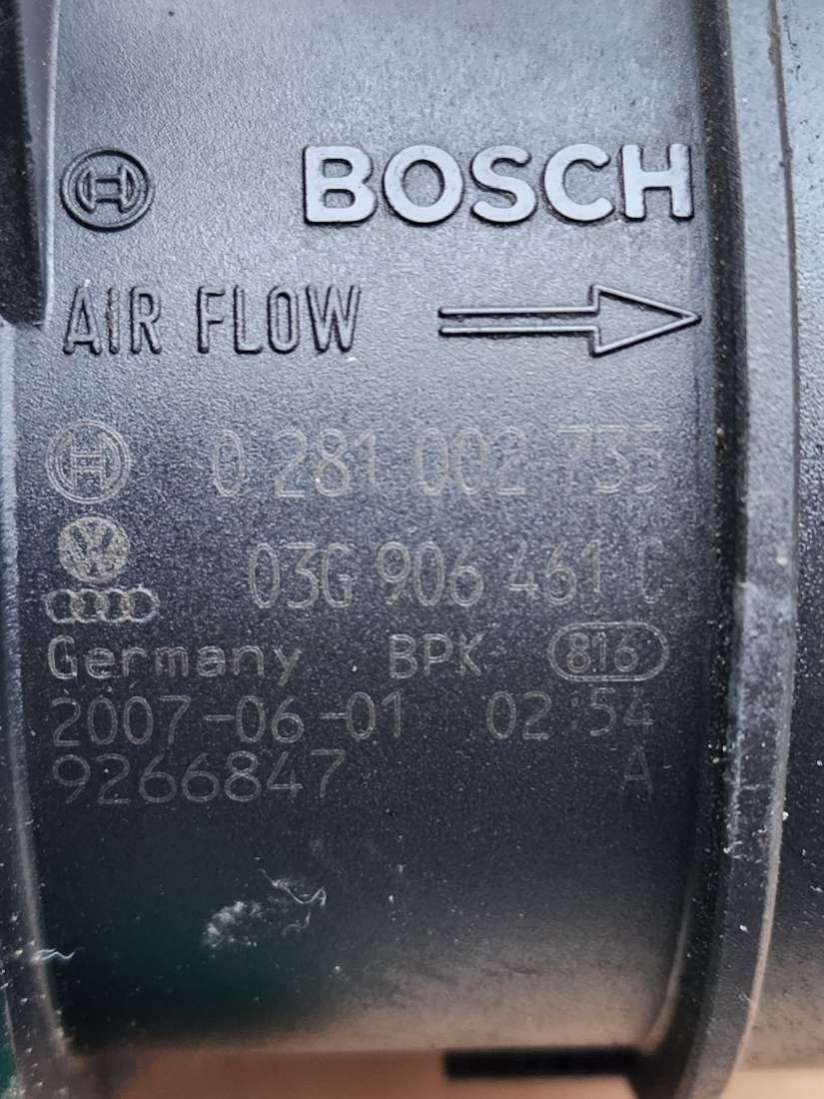 BOSCH
AIR FLOW
0 281 002 735
03G 906 461 C
Germany BPK 816
2007-06-01 02:54
9266847 A